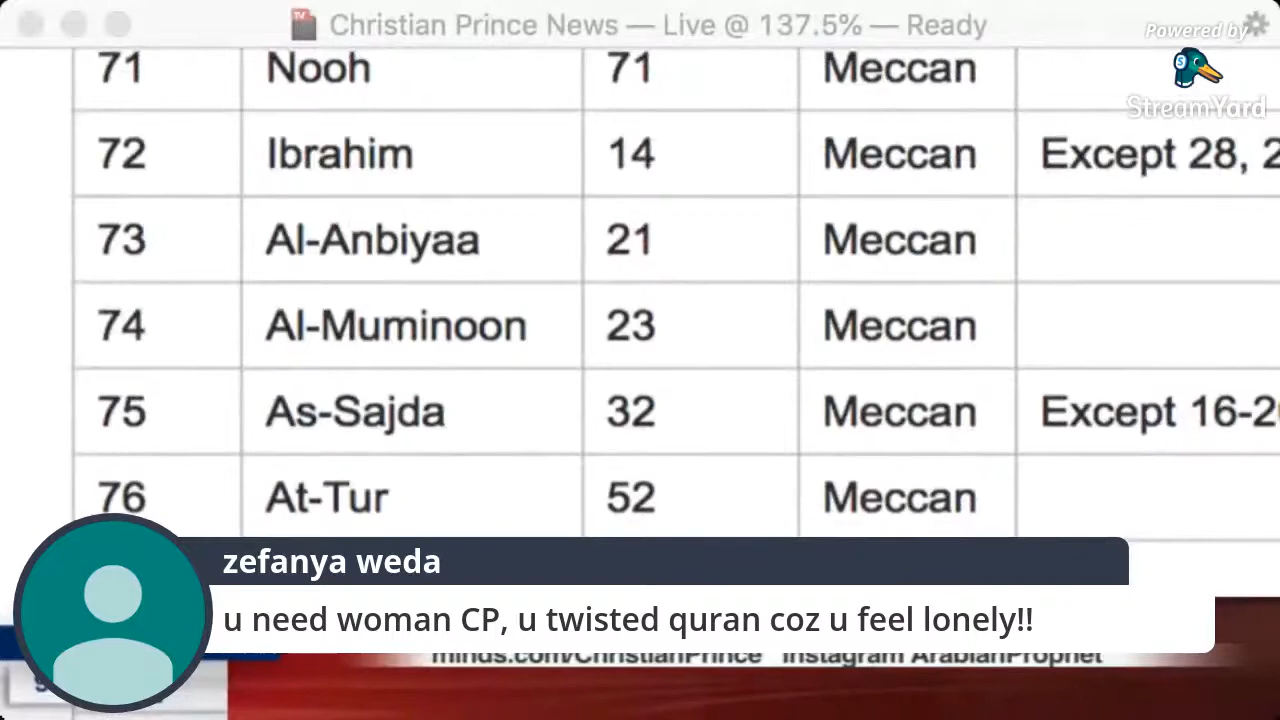 Christian Prince News — Live @ 137.5% — Ready
Powered by
StreamYard
71 Nooh 71 Meccan
72 Ibrahim 14 Meccan Except 28, 2
73 Al-Anbiyaa 21 Meccan
74 Al-Muminoon 23 Meccan
75 As-Sajda 32 Meccan Except 16-20
76 At-Tur 52 Meccan
zefanya weda
u need woman CP, u twisted quran coz u feel lonely!!
minds.com/ChristianPrince Instagram ArabianProphet